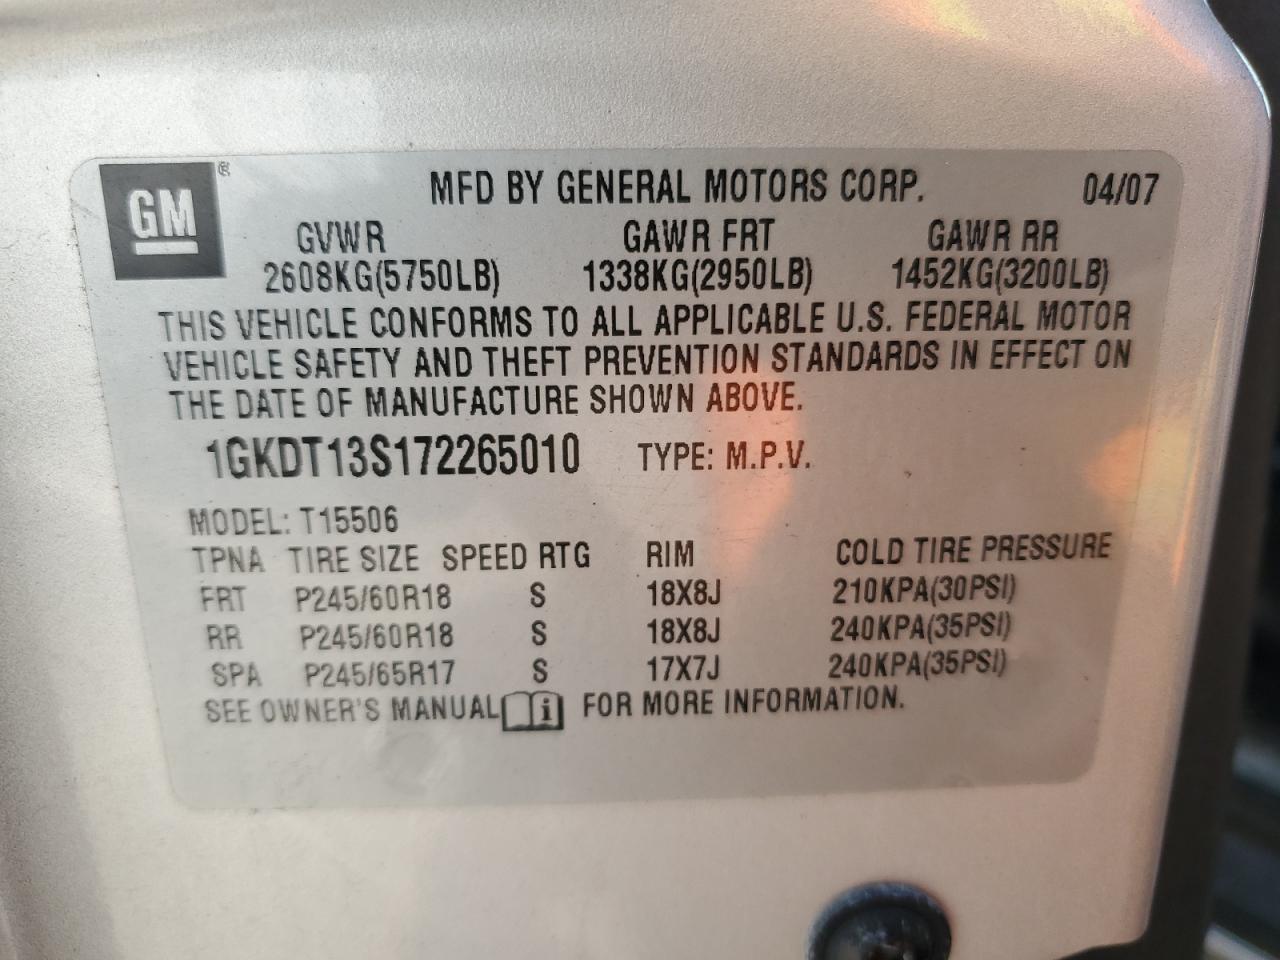 GM®
MFD BY GENERAL MOTORS CORP. 04/07
GVWR GAWR FRT GAWR RR
2608KG(5750LB) 1338KG(2950LB) 1452KG(3200LB)
THIS VEHICLE CONFORMS TO ALL APPLICABLE U.S. FEDERAL MOTOR
VEHICLE SAFETY AND THEFT PREVENTION STANDARDS IN EFFECT ON
THE DATE OF MANUFACTURE SHOWN ABOVE.
1GKDT13S172265010 TYPE: M.P.V.
MODEL: T15506
TPNA TIRE SIZE SPEED RTG RIM COLD TIRE PRESSURE
FRT P245/60R18 S 18X8J 210KPA(30PSI)
RR P245/60R18 S 18X8J 240KPA(35PSI)
SPA P245/65R17 S 17X7J 240KPA(35PSI)
SEE OWNER'S MANUAL i FOR MORE INFORMATION.